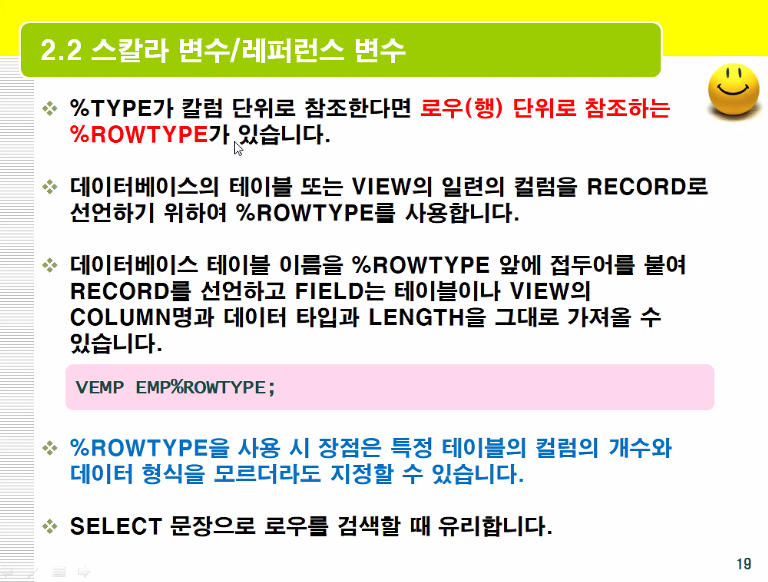 2.2 스칼라 변수/레퍼런스 변수
%TYPE가 칼럼 단위로 참조한다면 로우(행) 단위로 참조하는
%ROWTYPE가 있습니다.
데이터베이스의 테이블 또는 VIEW의 일련의 컬럼을 RECORD로
선언하기 위하여 %ROWTYPE를 사용합니다.
데이터베이스 테이블 이름을 %ROWTYPE 앞에 접두어를 붙여
RECORD를 선언하고 FIELD는 테이블이나 VIEW의
COLUMN명과 데이터 타입과 LENGTH을 그대로 가져올 수
있습니다.
VEMP EMP%ROWTYPE;
%ROWTYPE을 사용 시 장점은 특정 테이블의 컬럼의 개수와
데이터 형식을 모르더라도 지정할 수 있습니다.
SELECT 문장으로 로우를 검색할 때 유리합니다.
19